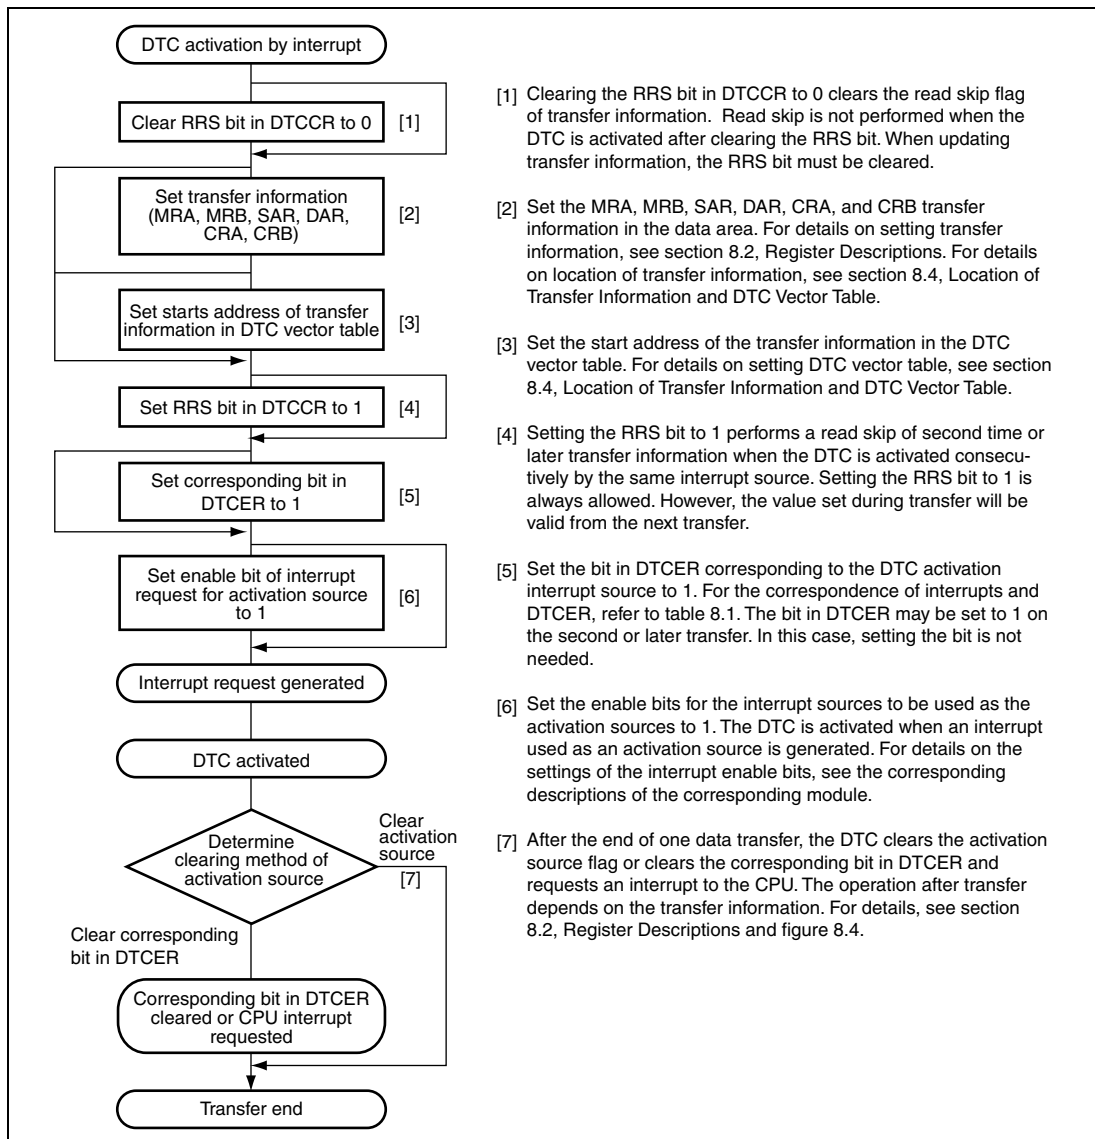 DTC activation by interrupt
Clear RRS bit in DTCCR to 0
[1]
Set transfer information
(MRA, MRB, SAR, DAR,
CRA, CRB)
[2]
Set starts address of transfer
information in DTC vector table
[3]
Set RRS bit in DTCCR to 1
[4]
Set corresponding bit in
DTCER to 1
[5]
Set enable bit of interrupt
request for activation source
to 1
[6]
Interrupt request generated
DTC activated
Determine
clearing method of
activation source
Clear
activation
source
[7]
Clear corresponding
bit in DTCER
Corresponding bit in DTCER
cleared or CPU interrupt
requested
Transfer end
[1] Clearing the RRS bit in DTCCR to 0 clears the read skip flag
of transfer information. Read skip is not performed when the
DTC is activated after clearing the RRS bit. When updating
transfer information, the RRS bit must be cleared.
[2] Set the MRA, MRB, SAR, DAR, CRA, and CRB transfer
information in the data area. For details on setting transfer
information, see section 8.2, Register Descriptions. For details
on location of transfer information, see section 8.4, Location of
Transfer Information and DTC Vector Table.
[3] Set the start address of the transfer information in the DTC
vector table. For details on setting DTC vector table, see section
8.4, Location of Transfer Information and DTC Vector Table.
[4] Setting the RRS bit to 1 performs a read skip of second time or
later transfer information when the DTC is activated consecu-
tively by the same interrupt source. Setting the RRS bit to 1 is
always allowed. However, the value set during transfer will be
valid from the next transfer.
[5] Set the bit in DTCER corresponding to the DTC activation
interrupt source to 1. For the correspondence of interrupts and
DTCER, refer to table 8.1. The bit in DTCER may be set to 1 on
the second or later transfer. In this case, setting the bit is not
needed.
[6] Set the enable bits for the interrupt sources to be used as the
activation sources to 1. The DTC is activated when an interrupt
used as an activation source is generated. For details on the
settings of the interrupt enable bits, see the corresponding
descriptions of the corresponding module.
[7] After the end of one data transfer, the DTC clears the activation
source flag or clears the corresponding bit in DTCER and
requests an interrupt to the CPU. The operation after transfer
depends on the transfer information. For details, see section
8.2, Register Descriptions and figure 8.4.